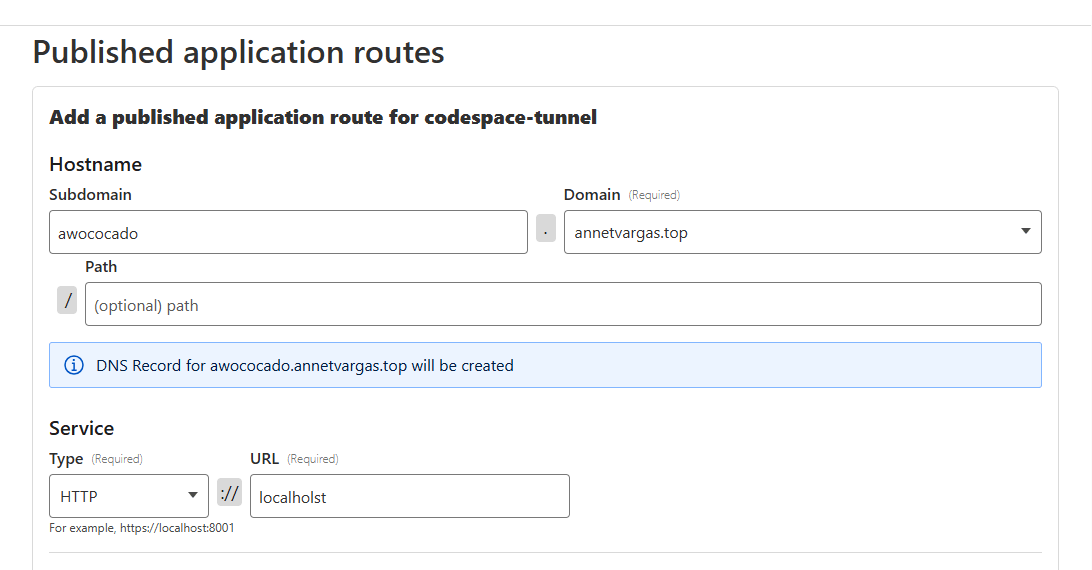 Published application routes
Add a published application route for codespace-tunnel
Hostname
Subdomain
Domain (Required)
awococado
.
annetvargas.top
Path
/
(optional) path
DNS Record for awococado.annetvargas.top will be created
Service
Type (Required)
URL (Required)
HTTP
://
localholst
For example, https://localhost:8001